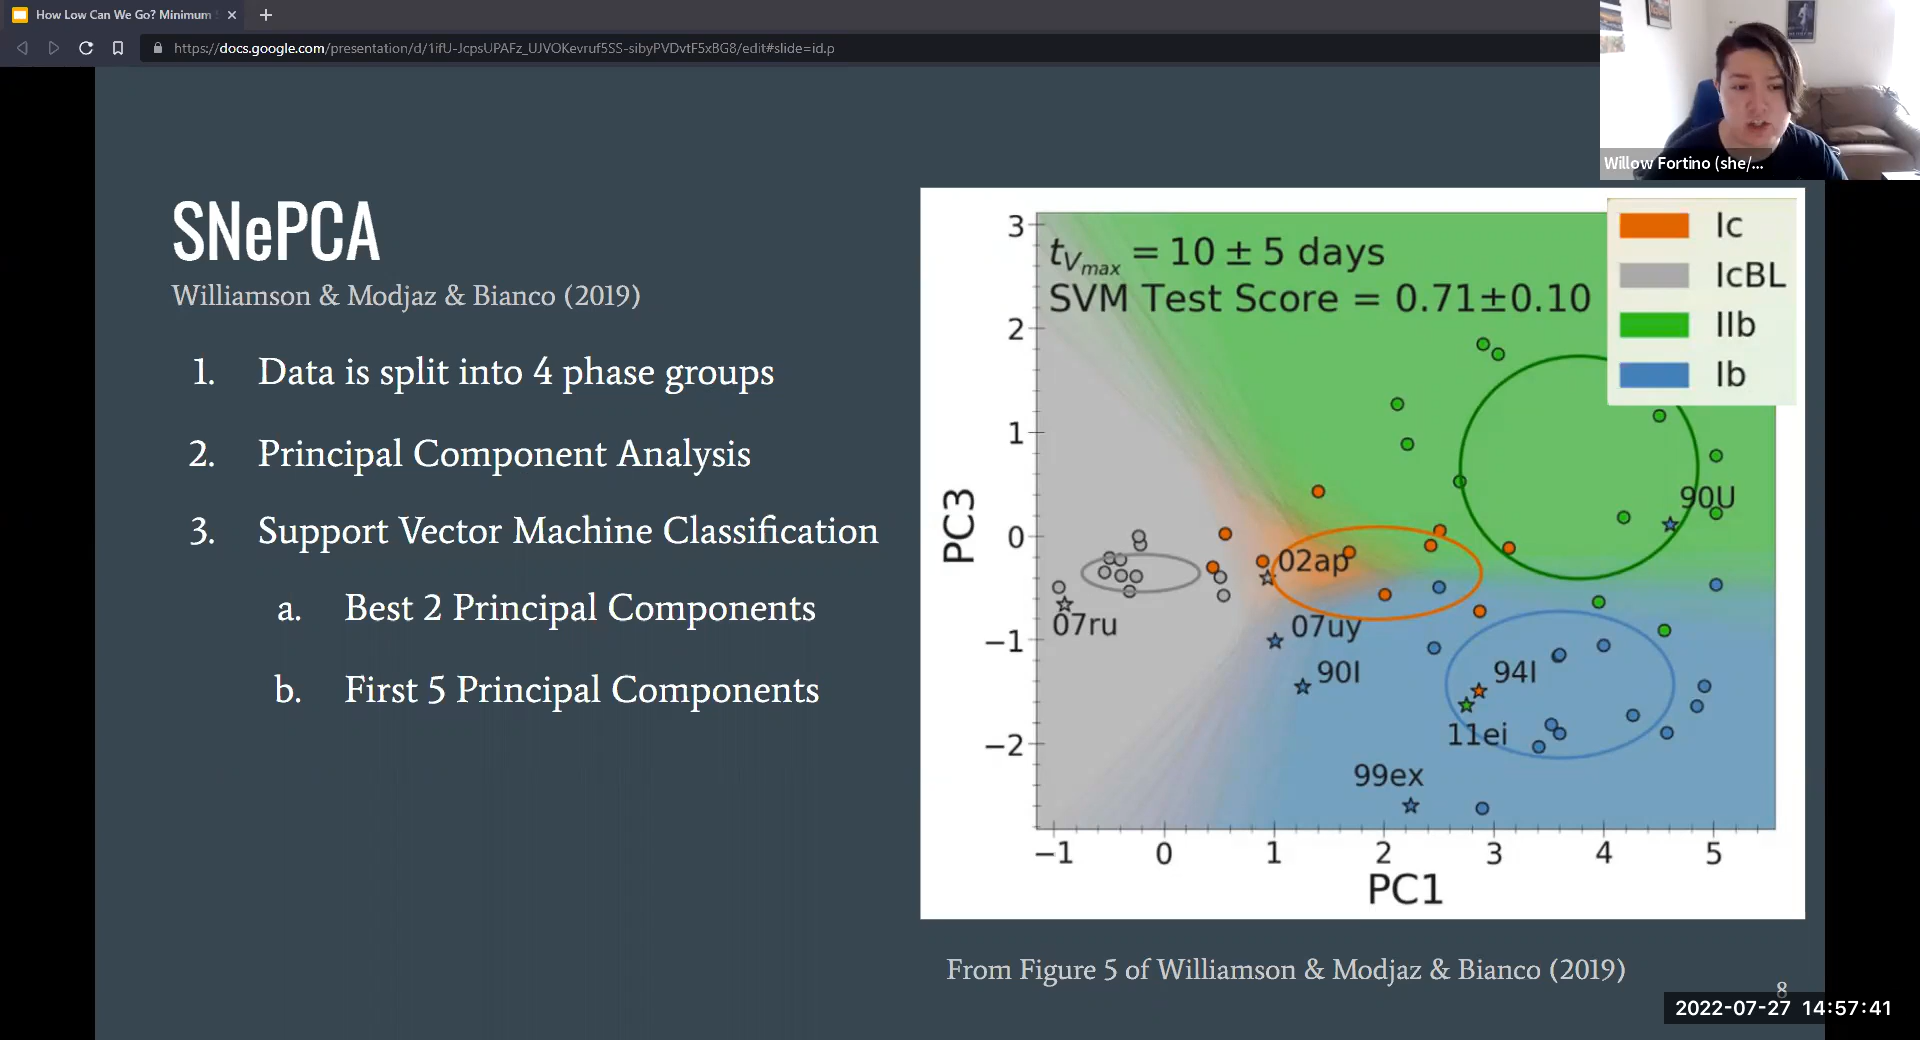 How Low Can We Go? Minimum
https://docs.google.com/presentation/d/1ifU-JcpsUPAFz_UJVOKevruf5SS-sibyPVDvtF5xBG8/edit#slide=id.p
Willow Fortino (she/...
SNePCA
Williamson & Modjaz & Bianco (2019)
1. Data is split into 4 phase groups
2. Principal Component Analysis
3. Support Vector Machine Classification
a. Best 2 Principal Components
b. First 5 Principal Components
t_Vmax = 10 ± 5 days
SVM Test Score = 0.71±0.10
Ic
IcBL
IIb
Ib
3
2
1
0
−1
−2
PC3
90U
02ap
07ru
07uy
90I
94I
11ei
99ex
−1 0 1 2 3 4 5
PC1
From Figure 5 of Williamson & Modjaz & Bianco (2019)
8
2022-07-27 14:57:41